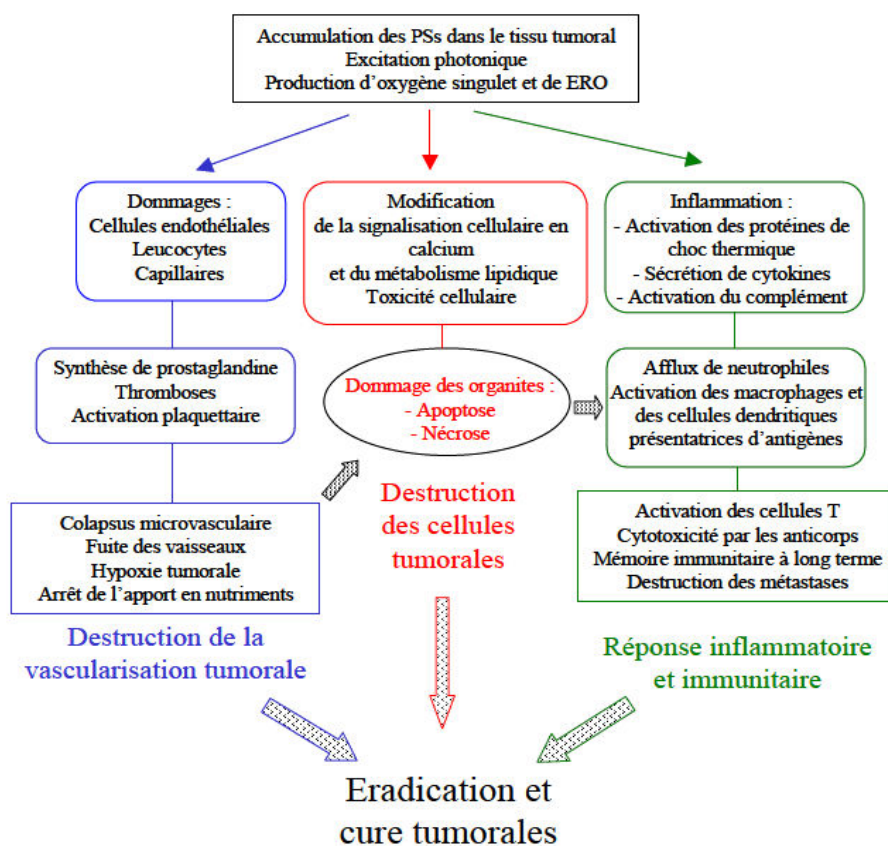 Accumulation des PSs dans le tissu tumoral
Excitation photonique
Production d'oxygène singulet et de ERO
Dommages :
Cellules endothéliales
Leucocytes
Capillaires
Synthèse de prostaglandine
Thromboses
Activation plaquettaire
Colapsus microvasculaire
Fuite des vaisseaux
Hypoxie tumorale
Arrêt de l'apport en nutriments
Destruction de la
vascularisation tumorale
Modification
de la signalisation cellulaire en
calcium
et du métabolisme lipidique
Toxicité cellulaire
Dommage des organites :
- Apoptose
- Nécrose
Destruction
des cellules
tumorales
Inflammation :
- Activation des protéines de
choc thermique
- Sécrétion de cytokines
- Activation du complément
Afflux de neutrophiles
Activation des macrophages et
des cellules dendritiques
présentatrices d'antigènes
Activation des cellules T
Cytotoxicité par les anticorps
Mémoire immunitaire à long terme
Destruction des métastases
Réponse inflammatoire
et immunitaire
Eradication et
cure tumorales